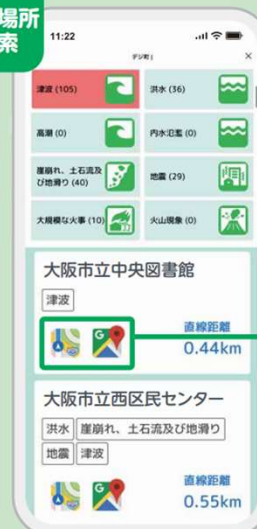 場所
索
11:22
デジ町|
×
津波 (105)
洪水 (36)
高潮 (0)
内水氾濫 (0)
崖崩れ、土石流及
び地滑り (40)
地震 (29)
大規模な火事 (10)
火山現象 (0)
大阪市立中央図書館
津波
直線距離
0.44km
大阪市立西区民センター
洪水 崖崩れ、土石流及び地滑り
地震 津波
直線距離
0.55km